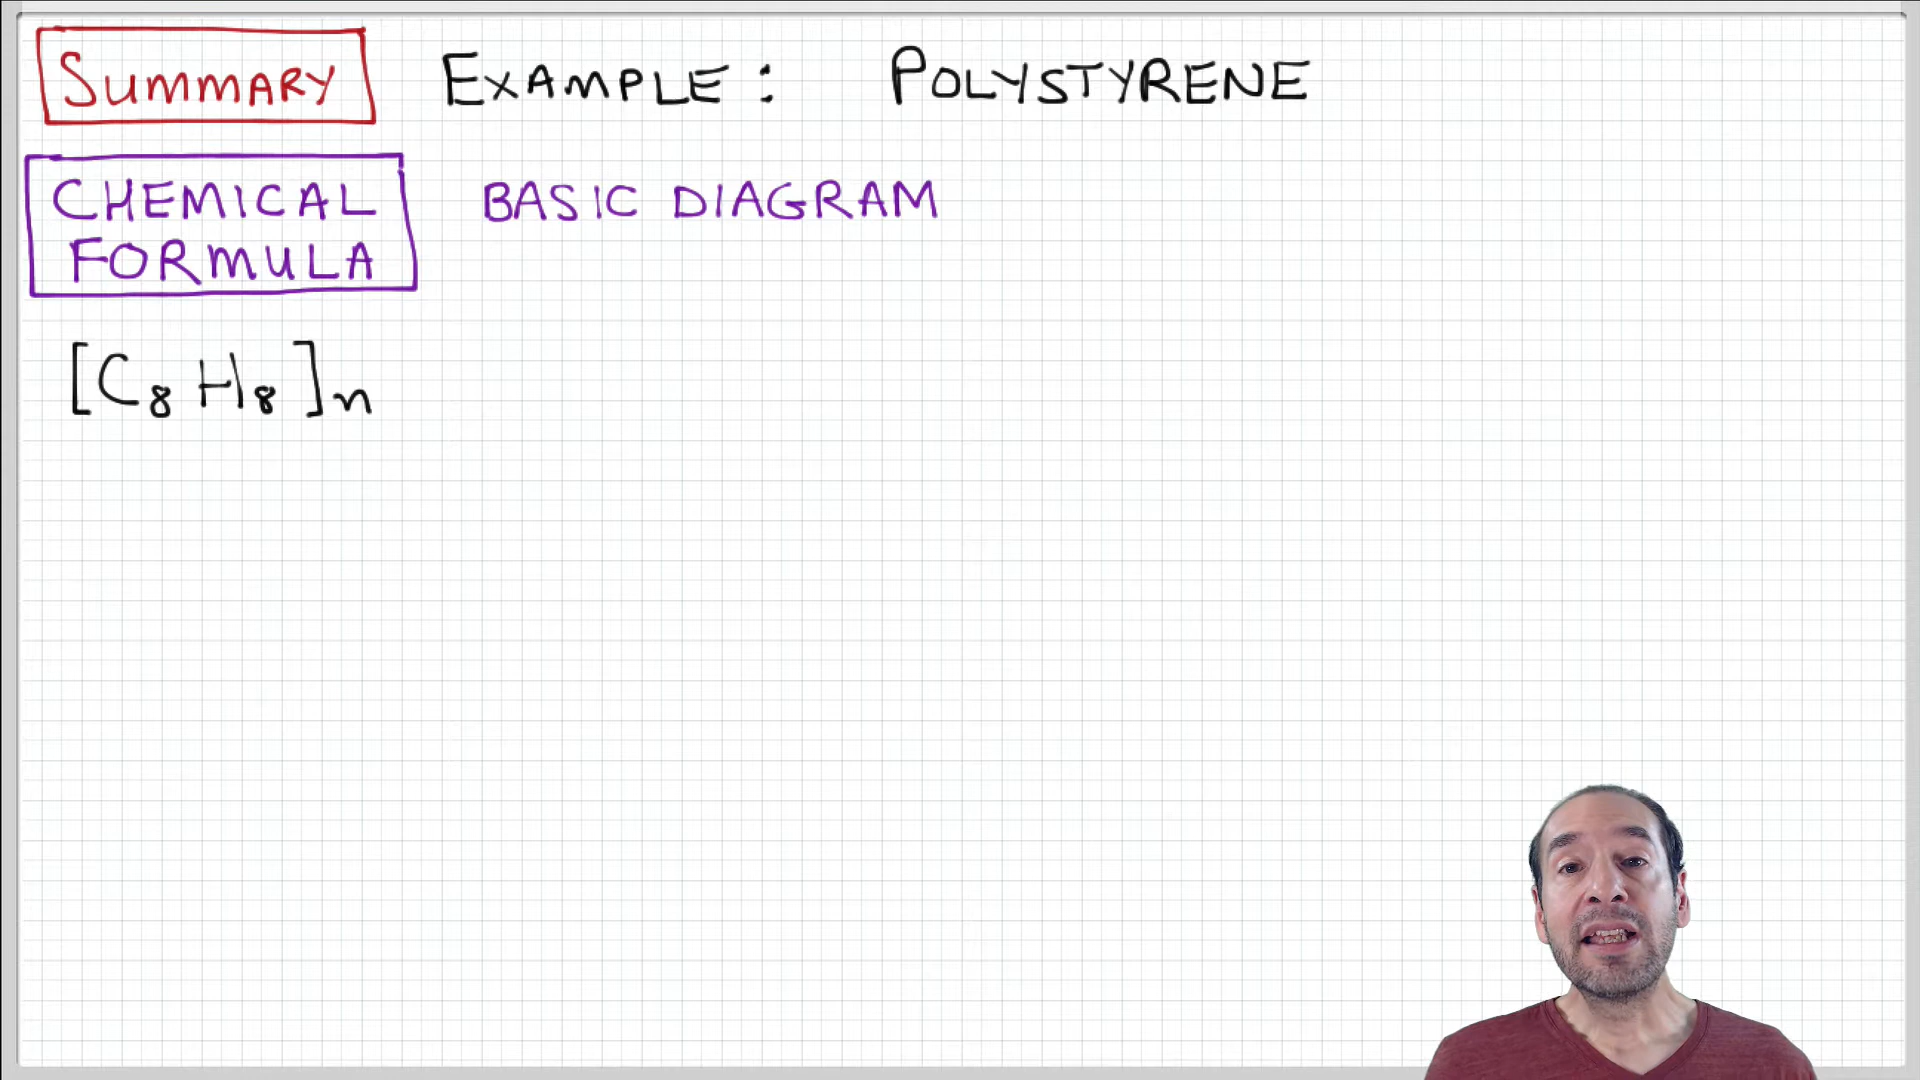 SUMMARY EXAMPLE: POLYSTYRENE
CHEMICAL FORMULA BASIC DIAGRAM
[C₈H₈]ₙ